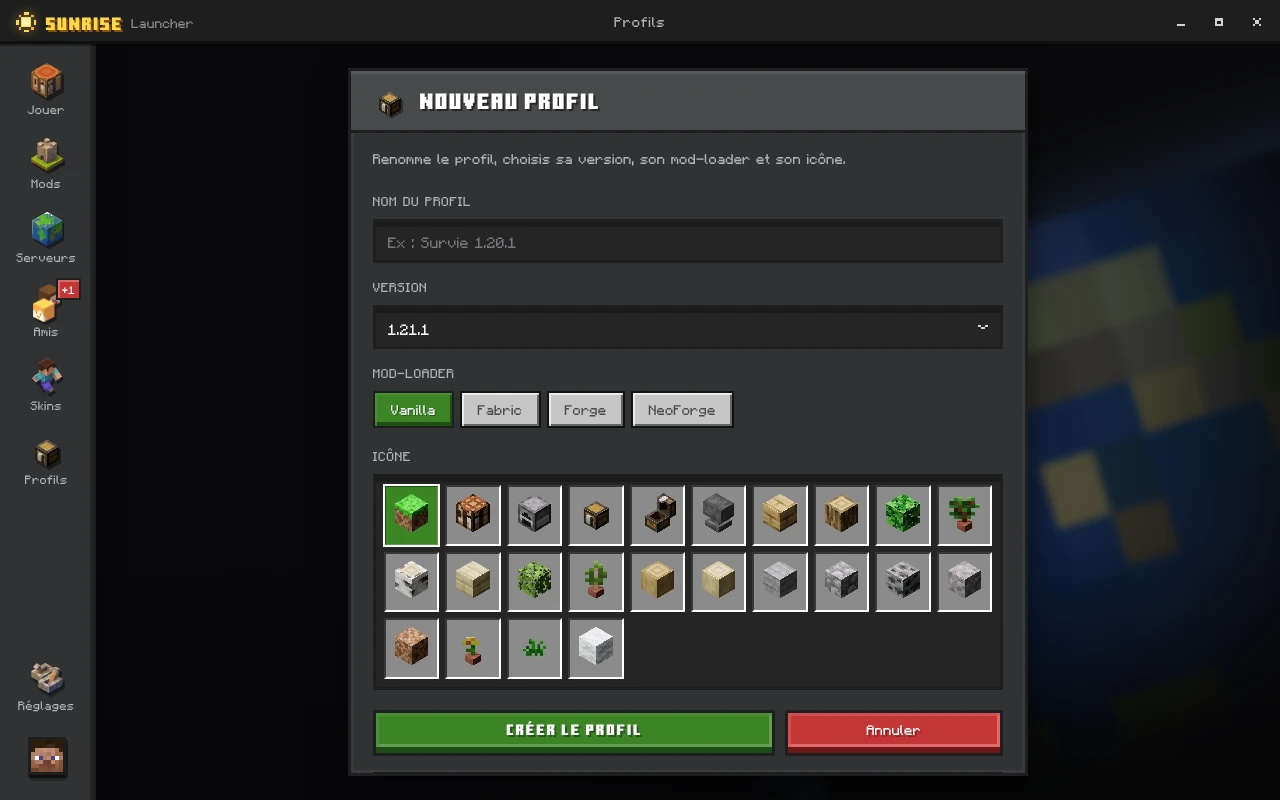 SUNRISE Launcher
Profils
Jouer
Mods
Serveurs
+1
Amis
Skins
Profils
Réglages
NOUVEAU PROFIL
Renomme le profil, choisis sa version, son mod-loader et son icône.
NOM DU PROFIL
Ex : Survie 1.20.1
VERSION
1.21.1
MOD-LOADER
Vanilla Fabric Forge NeoForge
ICÔNE
CRÉER LE PROFIL Annuler